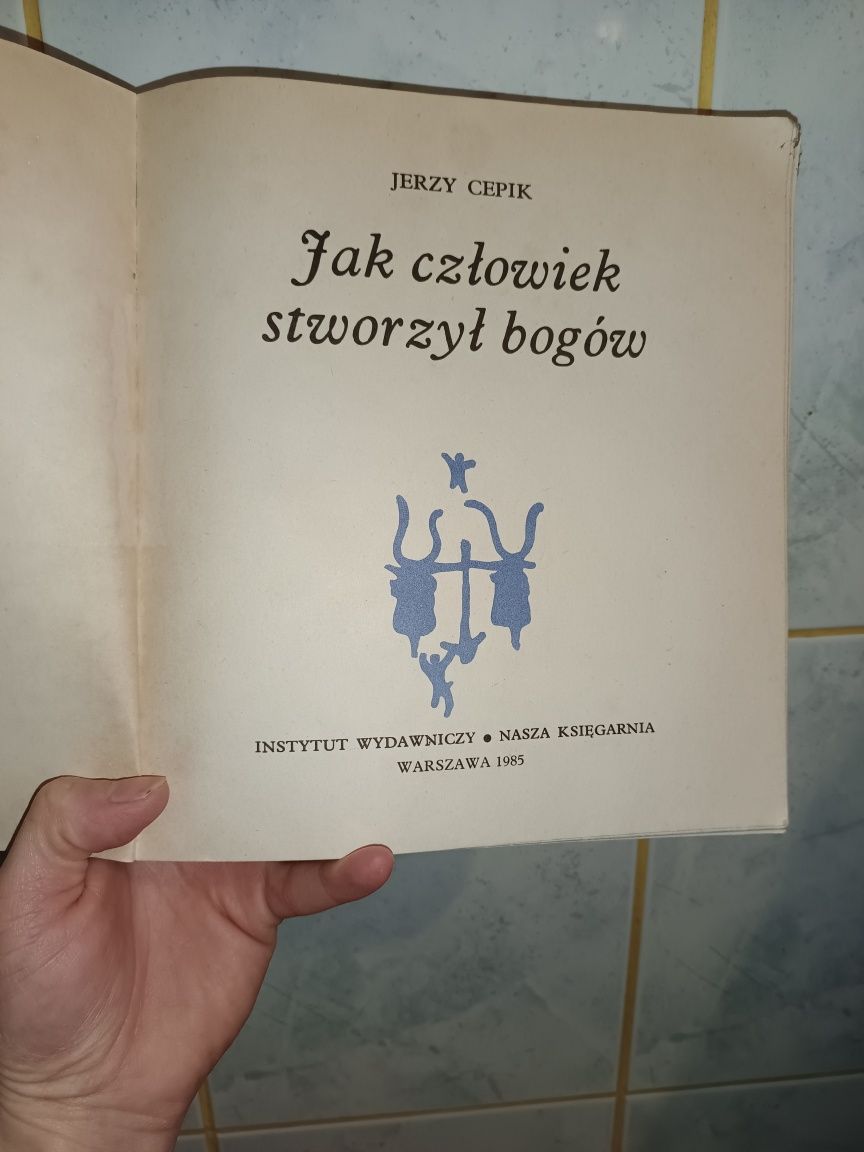 JERZY CEPIK
Jak człowiek
stworzył bogów
INSTYTUT WYDAWNICZY • NASZA KSIĘGARNIA
WARSZAWA 1985